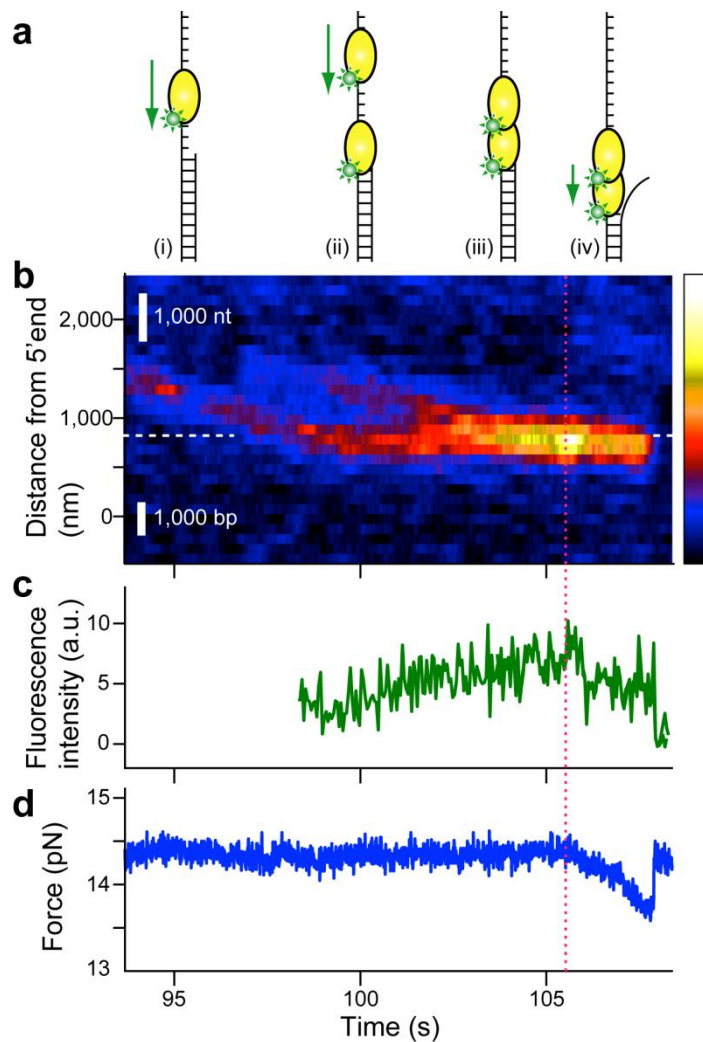 a
(i)
(ii)
(iii)
(iv)
b
Distance from 5'end
(nm)
2,000
1,000
0
1,000 nt
1,000 bp
c
Fluorescence
intensity (a.u.)
10
5
0
d
Force (pN)
15
14
13
95
100
105
Time (s)